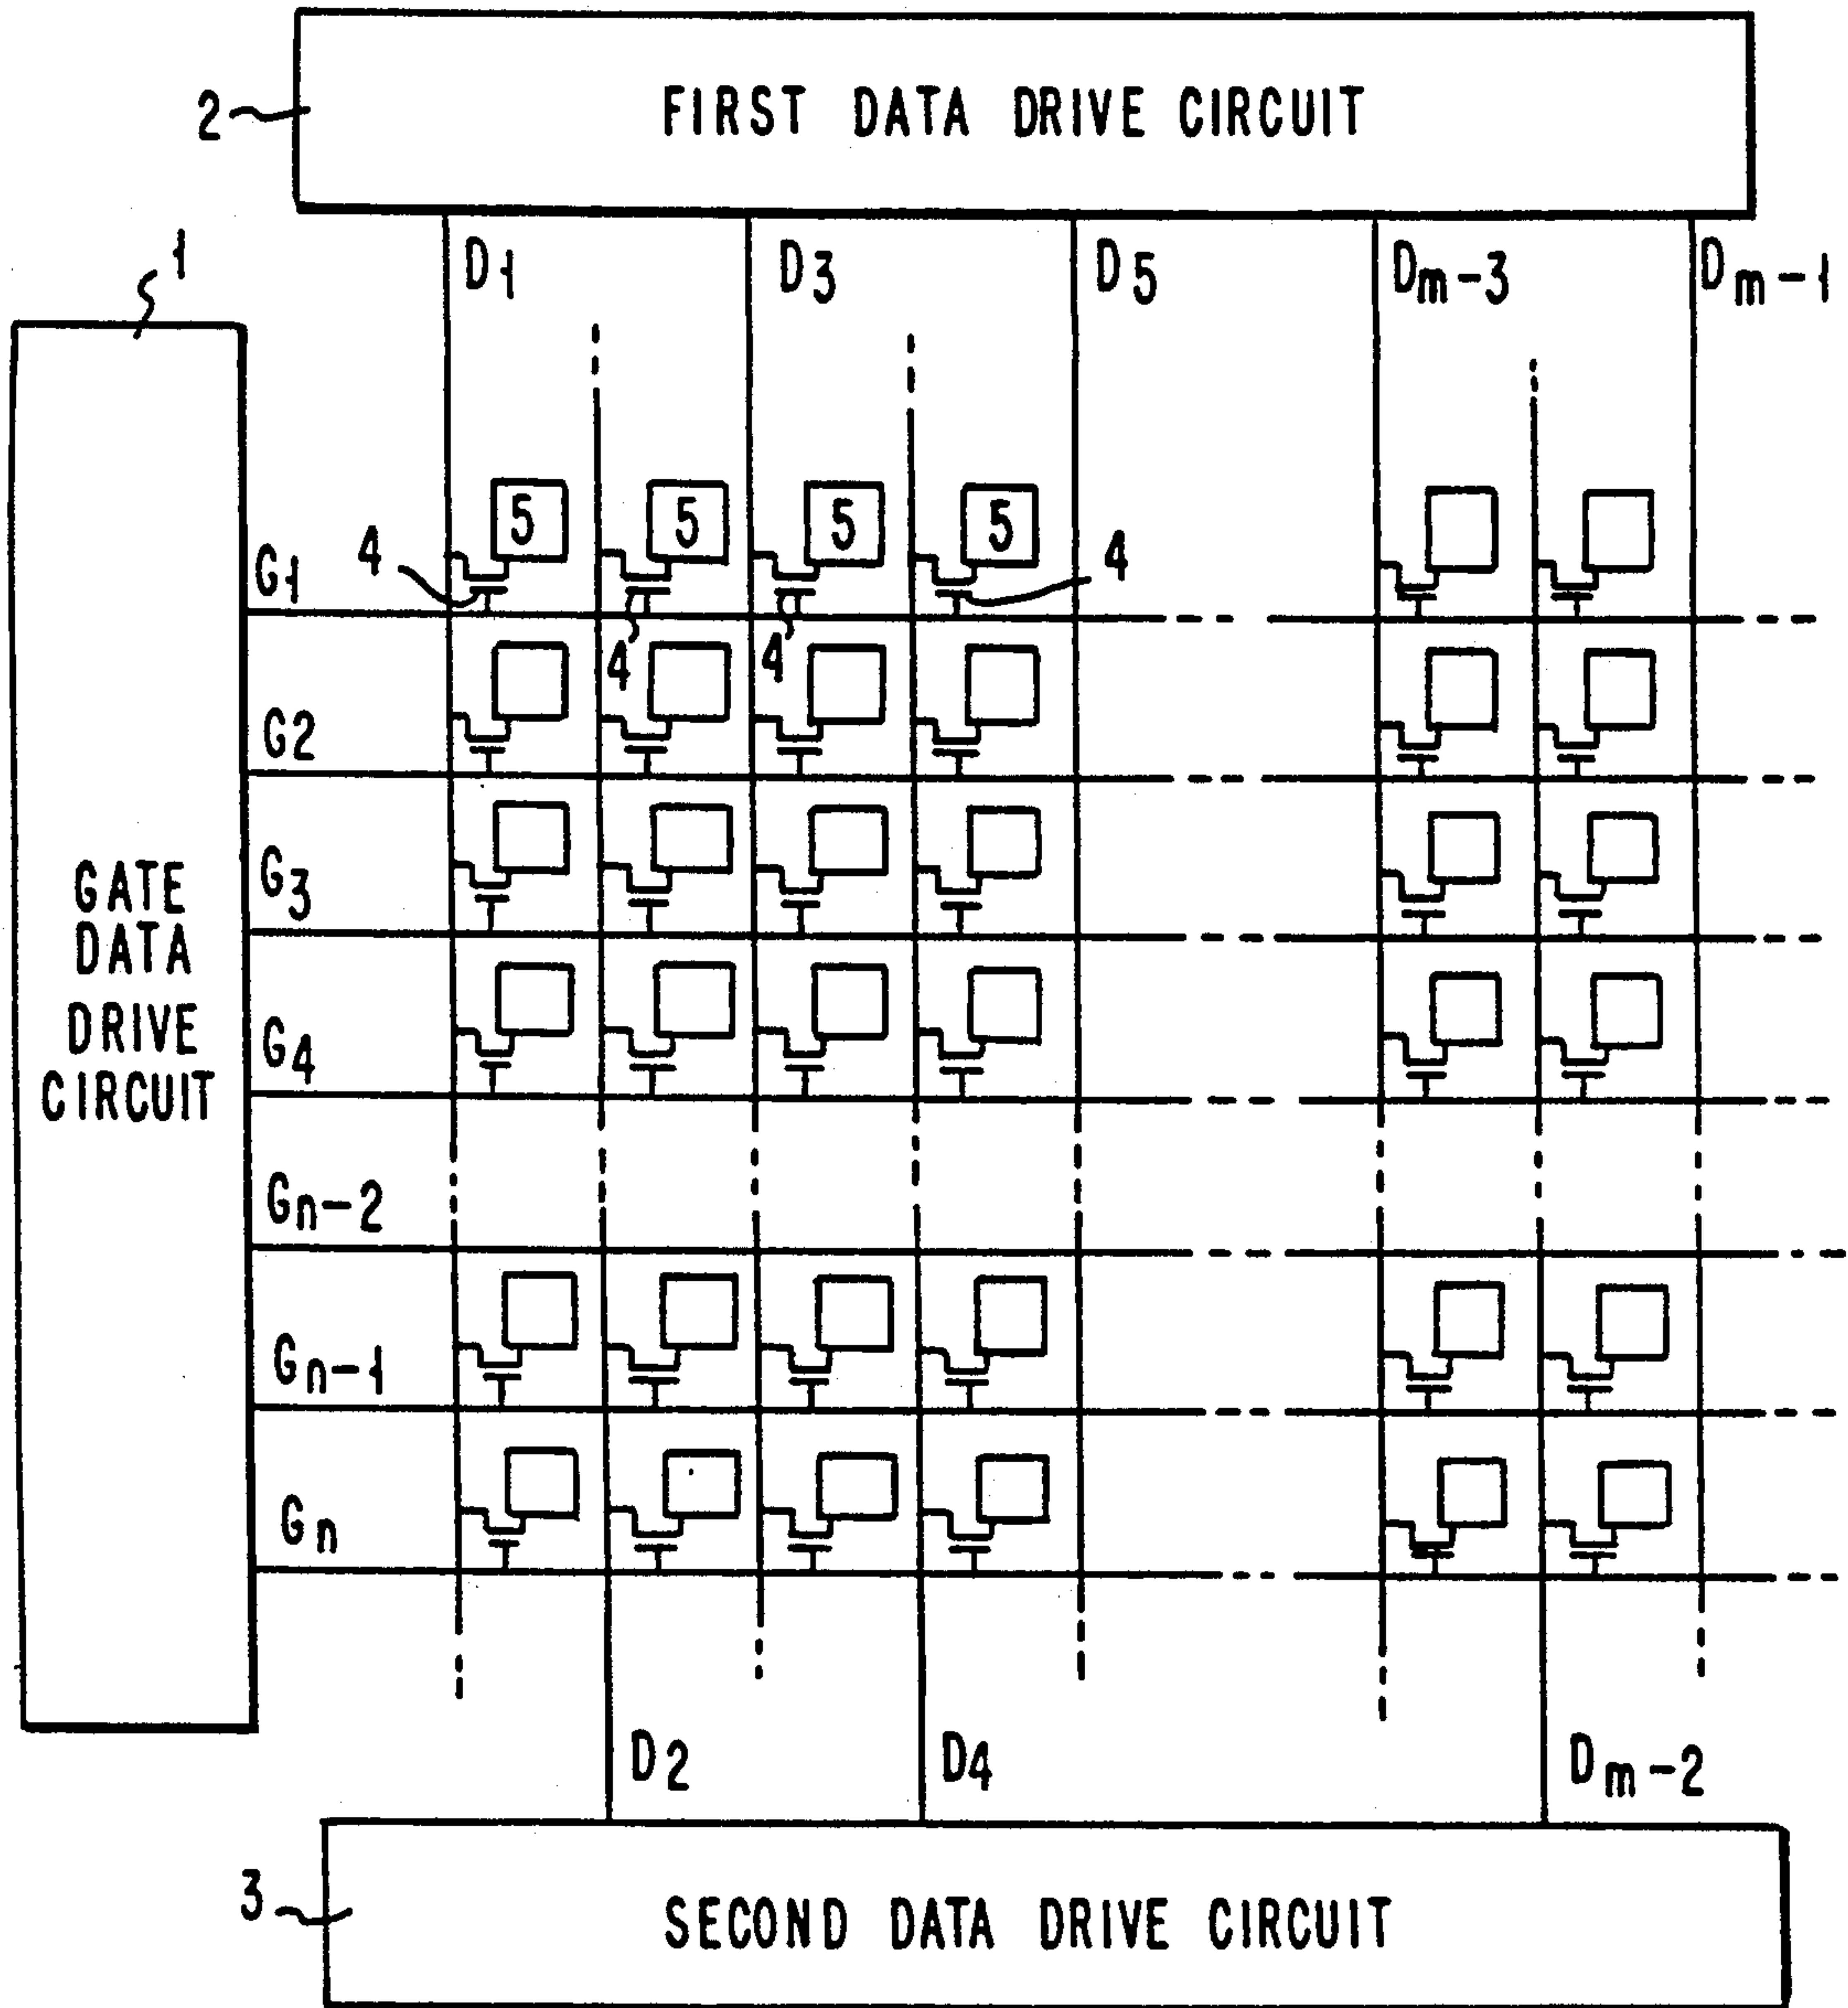 FIRST DATA DRIVE CIRCUIT
2
1
D1 D3 D5 Dm-3 Dm-1
5 5 5 5
G1 4 4
4 4
G2
G3
GATE
DATA
DRIVE
CIRCUIT
G4
Gn-2
Gn-1
Gn
D2 D4 Dm-2
3
SECOND DATA DRIVE CIRCUIT